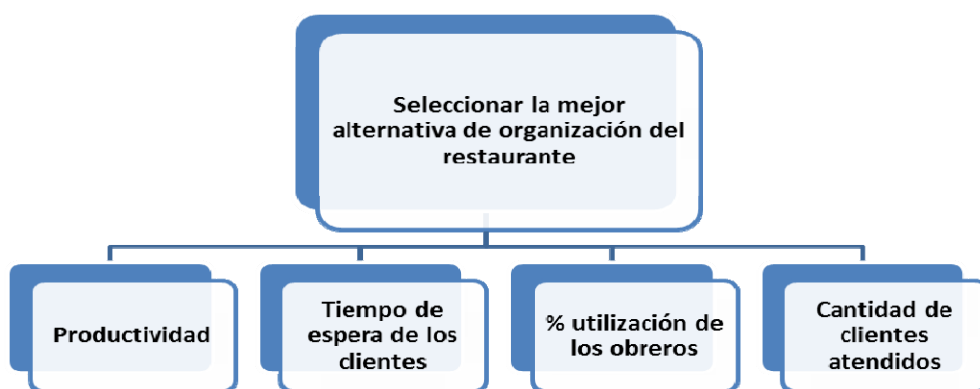 Seleccionar la mejor
alternativa de organización del
restaurante
Productividad
Tiempo de
espera de los
clientes
% utilización de
los obreros
Cantidad de
clientes
atendidos